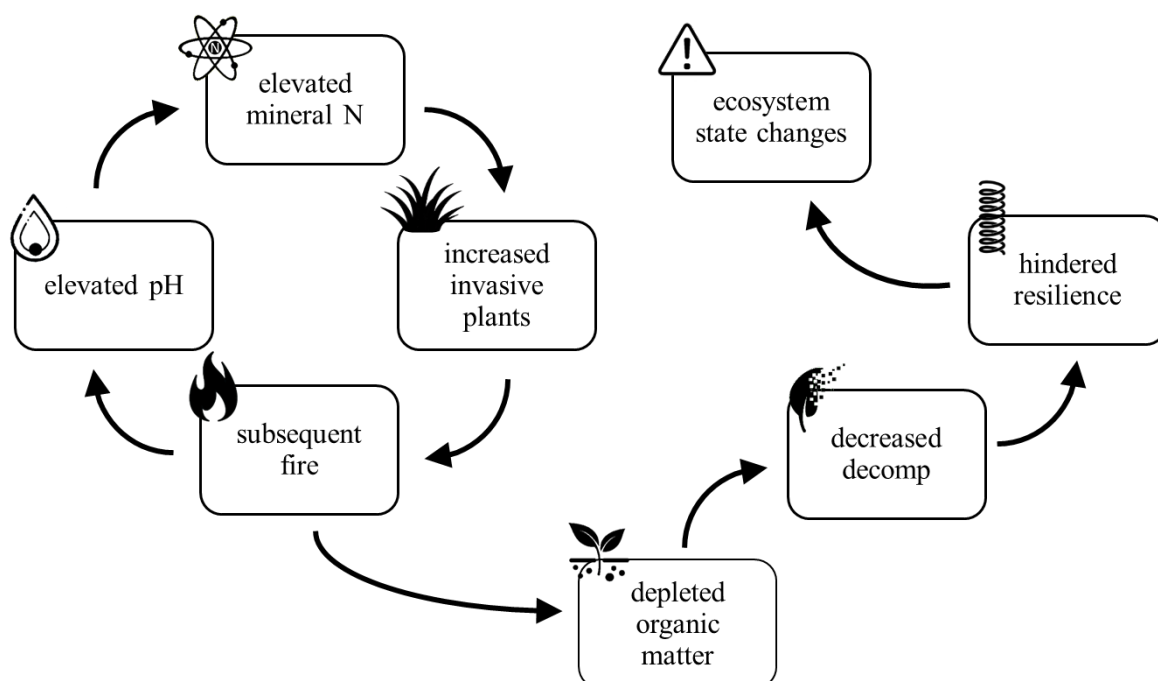 N
elevated
mineral N
increased
invasive
plants
subsequent
fire
elevated pH
depleted
organic
matter
decreased
decomp
hindered
resilience
!
ecosystem
state changes